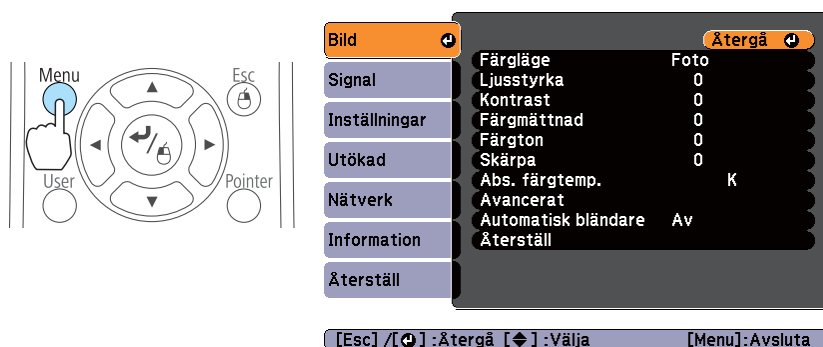 Menu
Esc
User
Pointer
Bild
Signal
Inställningar
Utökad
Nätverk
Information
Återställ
Återgå
Färgläge Foto
Ljusstyrka 0
Kontrast 0
Färgmättnad 0
Färgton 0
Skärpa 0
Abs. färgtemp. K
Avancerat
Automatisk bländare Av
Återställ
[Esc] /[ ] :Återgå [ ] :Välja [Menu]:Avsluta